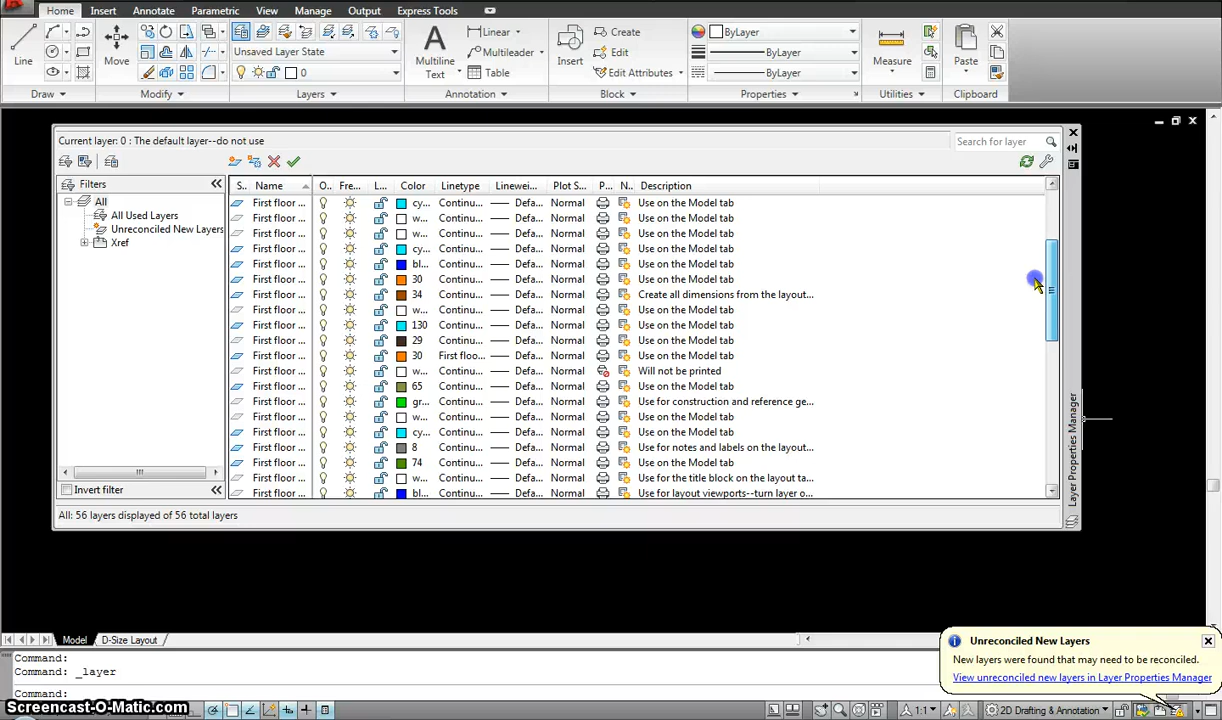 Home Insert Annotate Parametric View Manage Output Express Tools
Line
Move
Unsaved Layer State
0
Multiline
Text
Linear
Multileader
Table
Insert
Create
Edit
Edit Attributes
ByLayer
ByLayer
ByLayer
Measure
Paste
Draw Modify Layers Annotation Block Properties Utilities Clipboard
Current layer: 0 : The default layer--do not use
Search for layer
Filters
All
All Used Layers
Unreconciled New Layers
Xref
Invert filter
S.. Name O.. Fre... L... Color Linetype Linewei... Plot S... P... N.. Description
First floor ... cy... Continu... Defa... Normal Use on the Model tab
First floor ... w... Continu... Defa... Normal Use on the Model tab
First floor ... w... Continu... Defa... Normal Use on the Model tab
First floor ... cy... Continu... Defa... Normal Use on the Model tab
First floor ... bl... Continu... Defa... Normal Use on the Model tab
First floor ... 30 Continu... Defa... Normal Use on the Model tab
First floor ... 34 Continu... Defa... Normal Create all dimensions from the layout...
First floor ... w... Continu... Defa... Normal Use on the Model tab
First floor ... 130 Continu... Defa... Normal Use on the Model tab
First floor ... 29 Continu... Defa... Normal Use on the Model tab
First floor ... 30 First floo... Defa... Normal Use on the Model tab
First floor ... w... Continu... Defa... Normal Will not be printed
First floor ... 65 Continu... Defa... Normal Use on the Model tab
First floor ... gr... Continu... Defa... Normal Use for construction and reference ge...
First floor ... w... Continu... Defa... Normal Use on the Model tab
First floor ... cy... Continu... Defa... Normal Use on the Model tab
First floor ... 8 Continu... Defa... Normal Use for notes and labels on the layout...
First floor ... 74 Continu... Defa... Normal Use on the Model tab
First floor ... w... Continu... Defa... Normal Use for the title block on the layout ta...
First floor ... bl... Continu... Defa... Normal Use for layout viewports--turn layer o...
All: 56 layers displayed of 56 total layers
Layer Properties Manager
Model D-Size Layout
Unreconciled New Layers
New layers were found that may need to be reconciled.
View unreconciled new layers in Layer Properties Manager
Command:
Command: _layer
Command:
Screencast-O-Matic.com
1:1
2D Drafting & Annotation